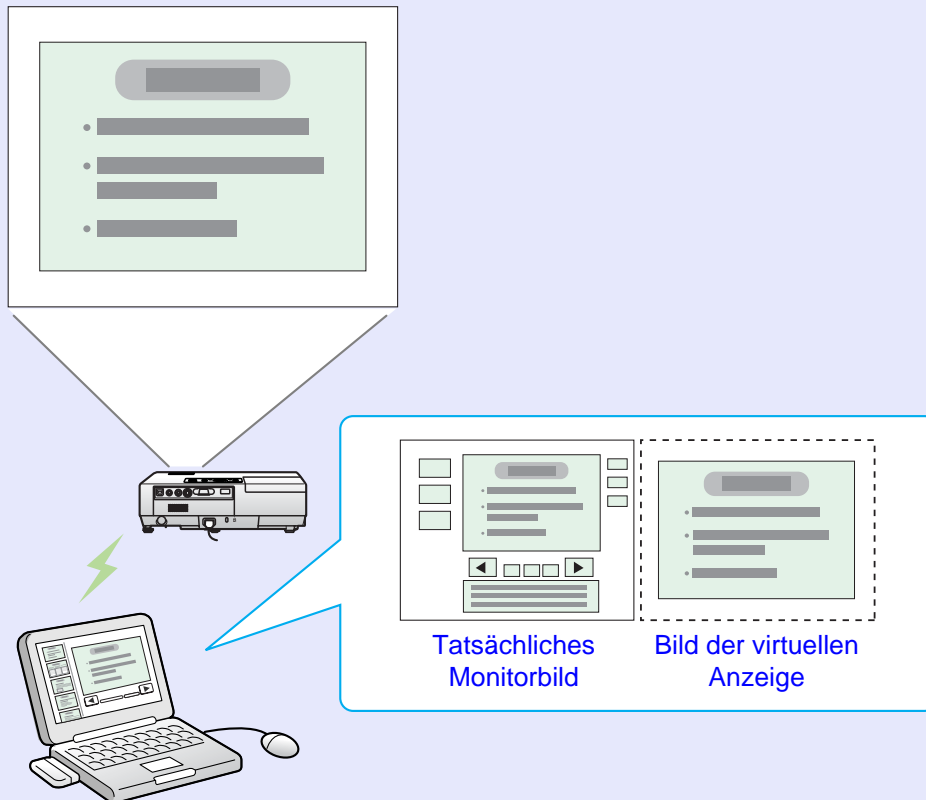 Tatsächliches
Monitorbild
Bild der virtuellen
Anzeige